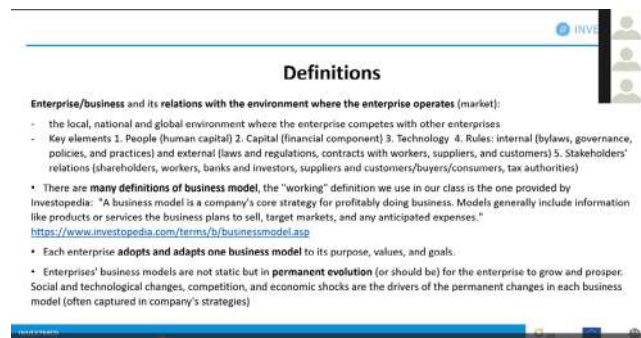 INVE
Definitions
Enterprise/business and its relations with the environment where the enterprise operates (market):
- the local, national and global environment where the enterprise competes with other enterprises
- Key elements 1. People (human capital) 2. Capital (financial component) 3. Technology 4. Rules: internal (bylaws, governance,
policies, and practices) and external (laws and regulations, contracts with workers, suppliers, and customers) 5. Stakeholders'
relations (shareholders, workers, banks and investors, suppliers and customers/buyers/consumers, tax authorities)
• There are many definitions of business model, the "working" definition we use in our class is the one provided by
Investopedia: "A business model is a company's core strategy for profitably doing business. Models generally include information
like products or services the business plans to sell, target markets, and any anticipated expenses."
https://www.investopedia.com/terms/b/businessmodel.asp
• Each enterprise adopts and adapts one business model to its purpose, values, and goals.
• Enterprises' business models are not static but in permanent evolution (or should be) for the enterprise to grow and prosper.
Social and technological changes, competition, and economic shocks are the drivers of the permanent changes in each business
model (often captured in company's strategies)
INVESTMED